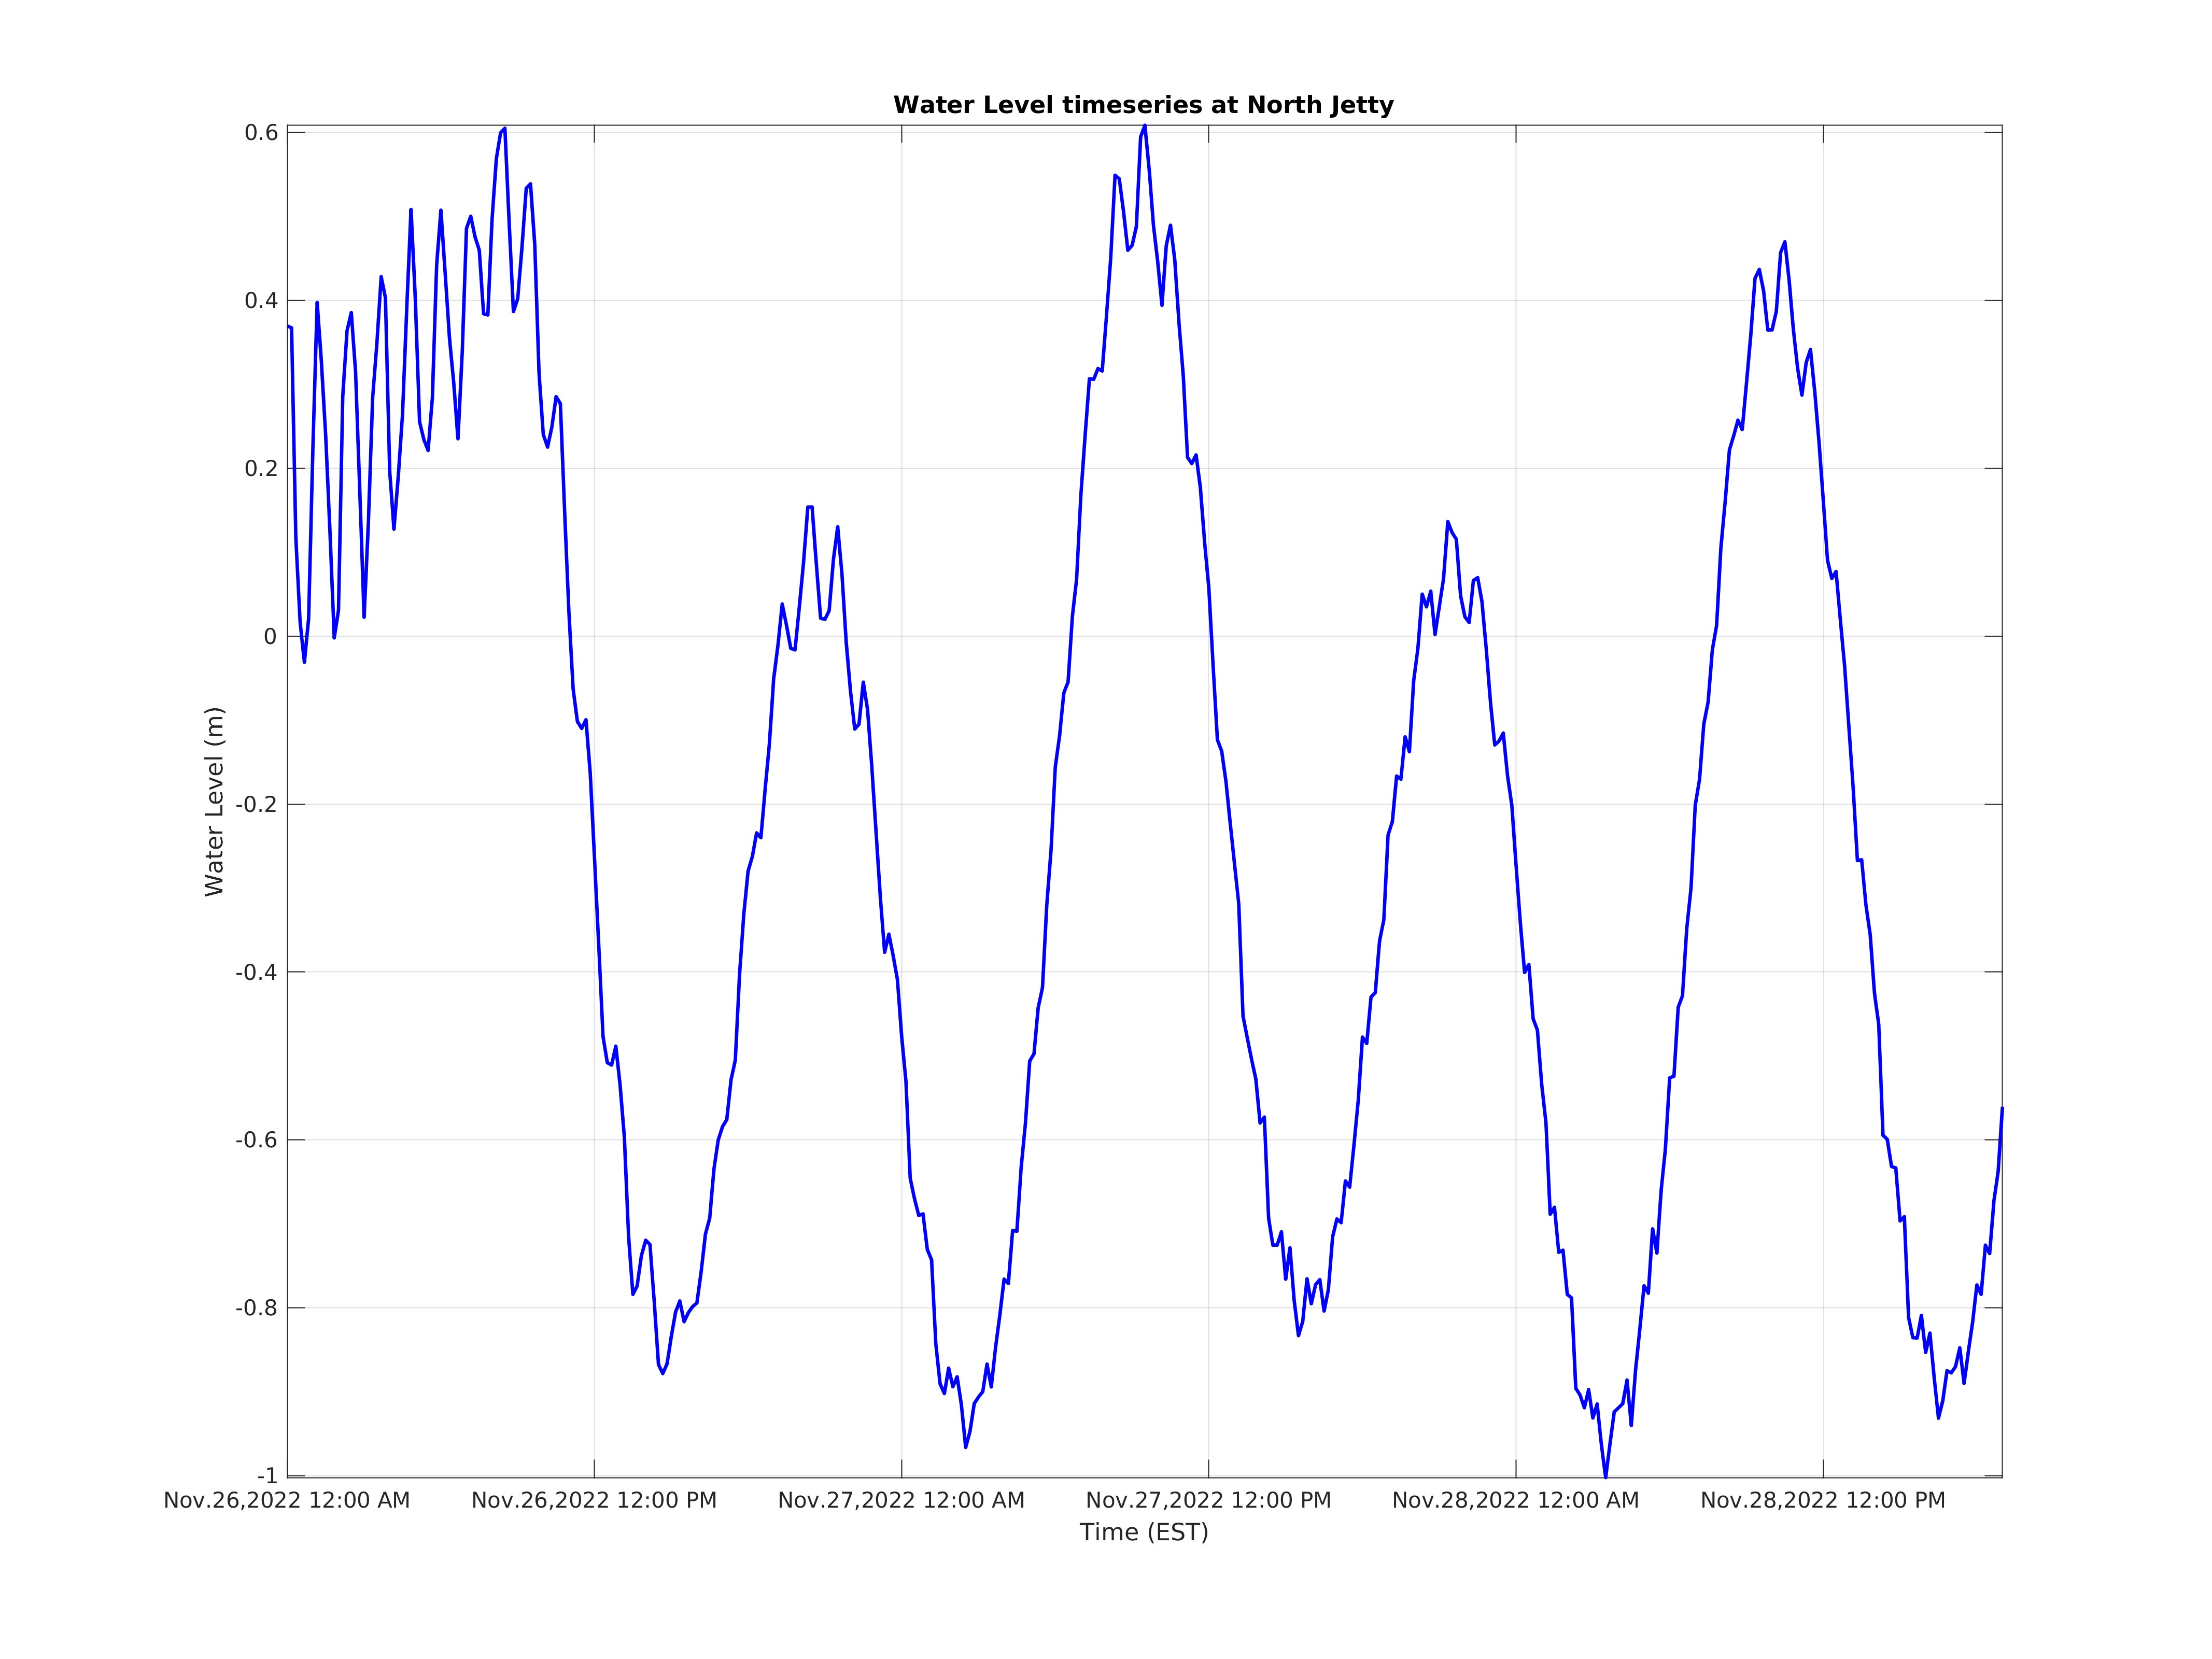 Water Level timeseries at North Jetty
0.6
0.4
0.2
0
-0.2
-0.4
-0.6
-0.8
-1
Water Level (m)
Nov.26,2022 12:00 AM Nov.26,2022 12:00 PM Nov.27,2022 12:00 AM Nov.27,2022 12:00 PM Nov.28,2022 12:00 AM Nov.28,2022 12:00 PM
Time (EST)